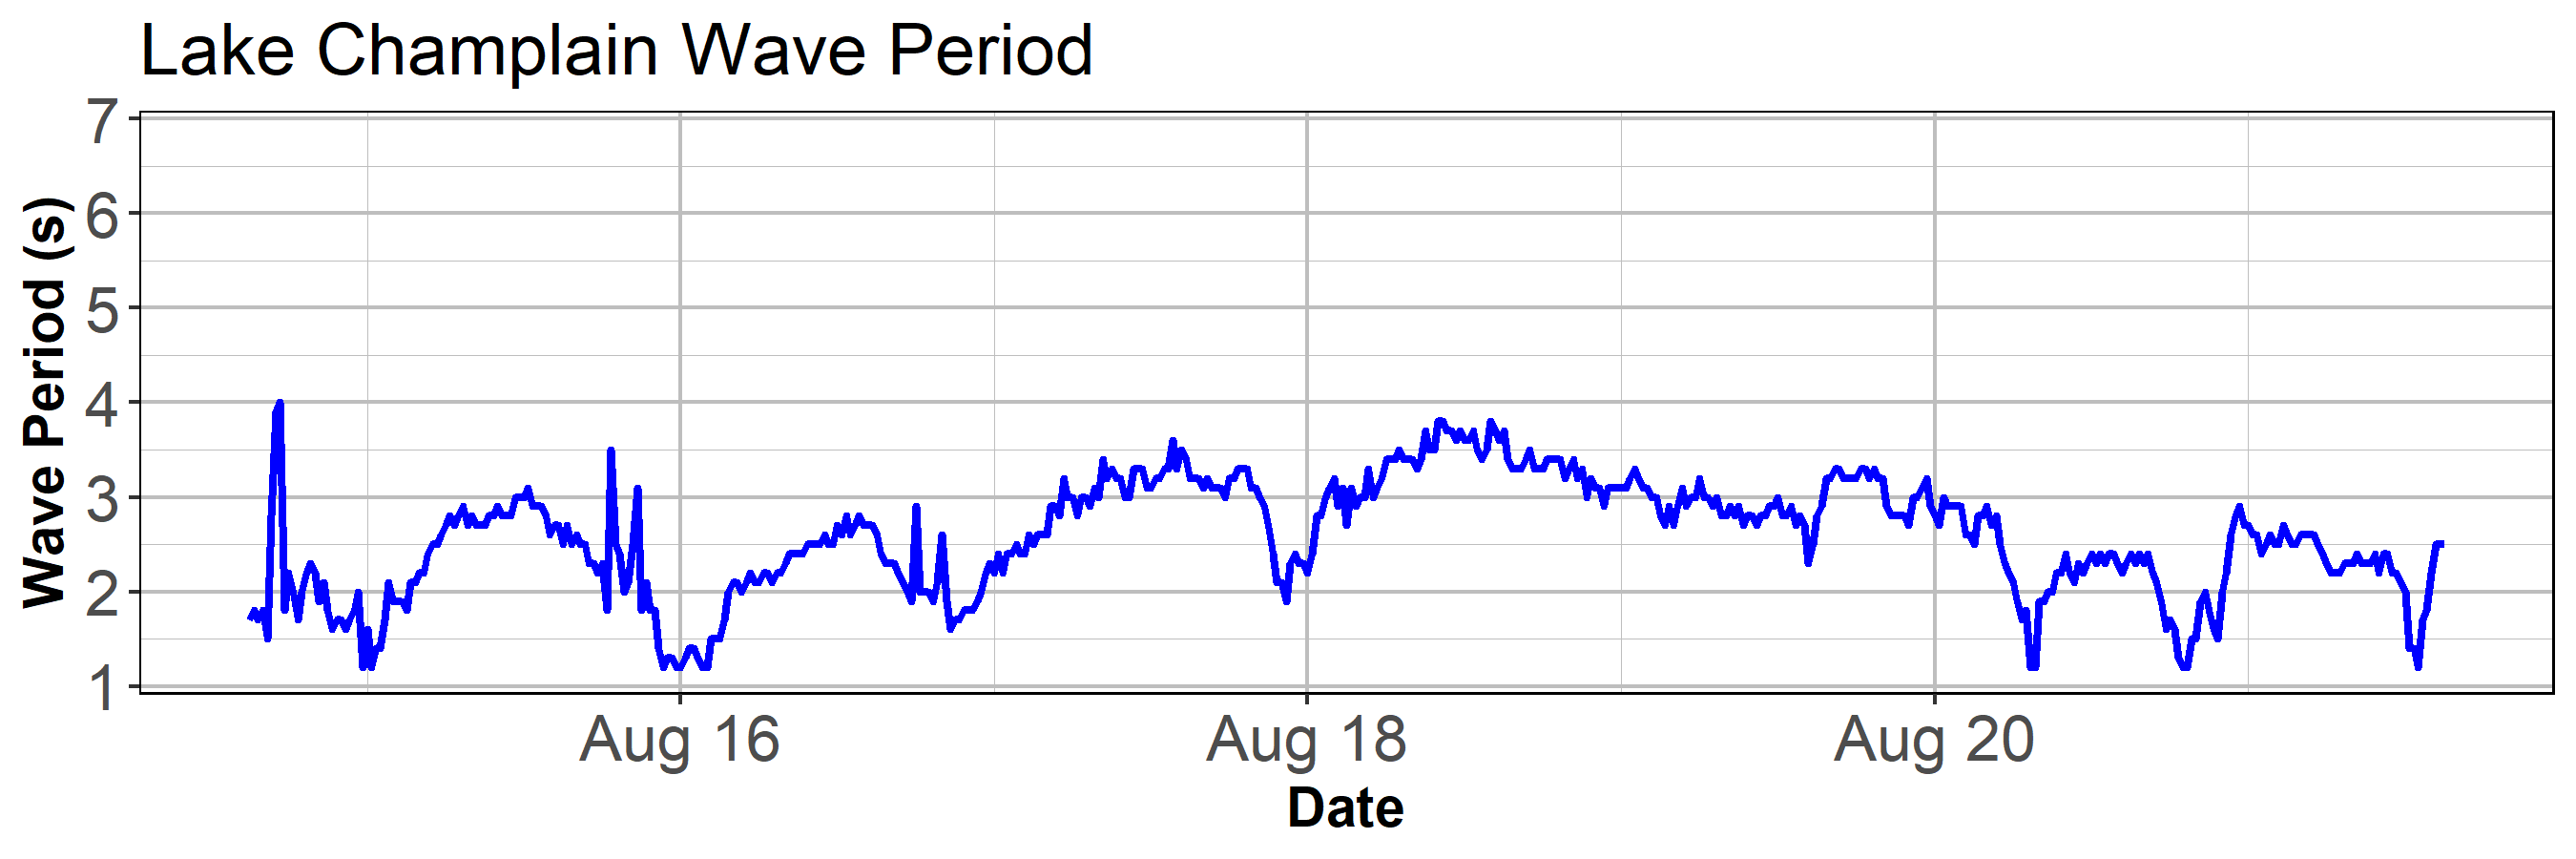 Lake Champlain Wave Period
Wave Period (s)
7
6
5
4
3
2
1
Aug 16
Aug 18
Aug 20
Date